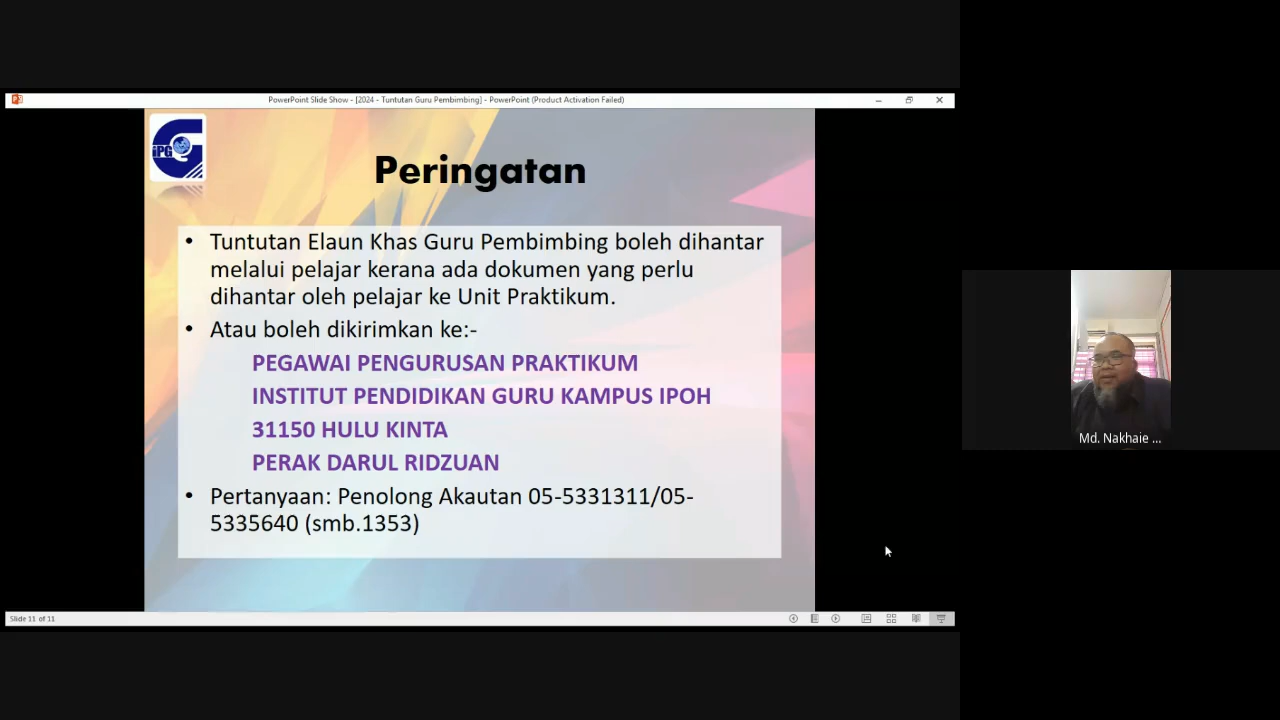 PowerPoint Slide Show - [2024 - Tuntutan Guru Pembimbing] - PowerPoint (Product Activation Failed)
iPG
Peringatan
• Tuntutan Elaun Khas Guru Pembimbing boleh dihantar
melalui pelajar kerana ada dokumen yang perlu
dihantar oleh pelajar ke Unit Praktikum.
• Atau boleh dikirimkan ke:-
PEGAWAI PENGURUSAN PRAKTIKUM
INSTITUT PENDIDIKAN GURU KAMPUS IPOH
31150 HULU KINTA
PERAK DARUL RIDZUAN
• Pertanyaan: Penolong Akautan 05-5331311/05-
5335640 (smb.1353)
Md. Nakhaie ...
Slide 11 of 11